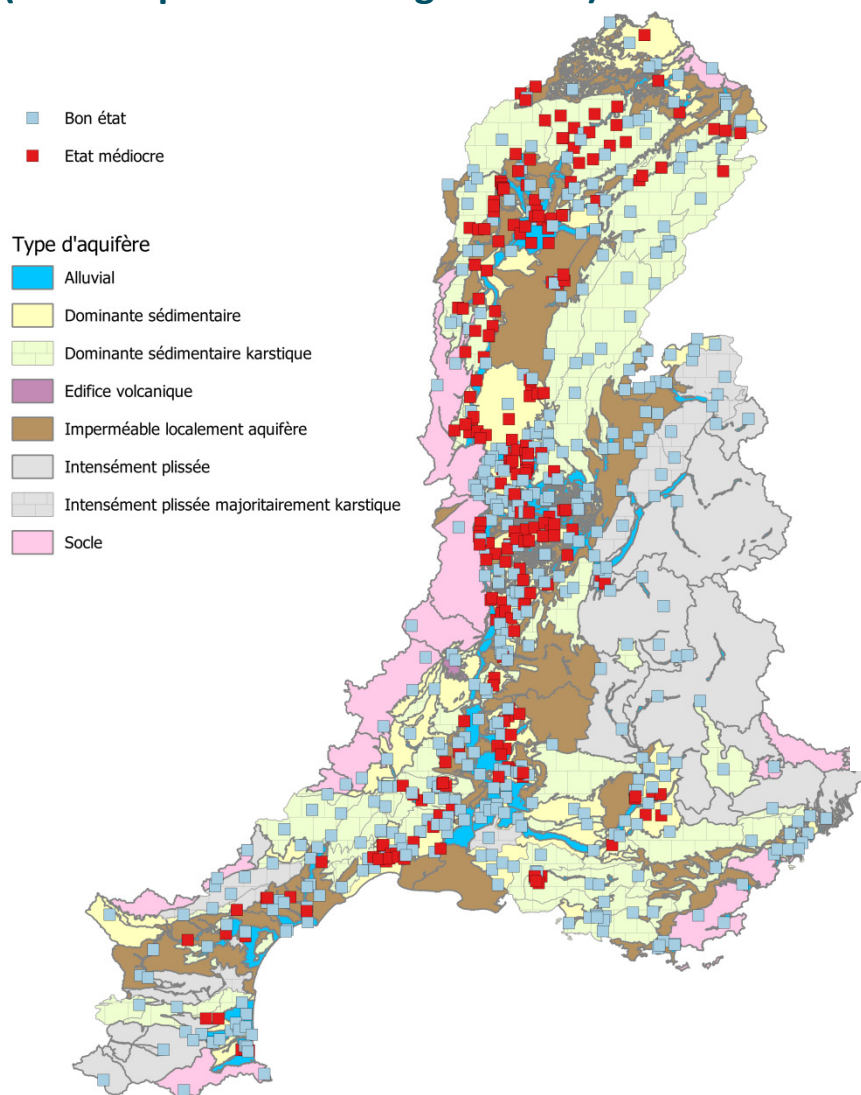 Bon état
Etat médiocre
Type d'aquifère
Alluvial
Dominante sédimentaire
Dominante sédimentaire karstique
Edifice volcanique
Imperméable localement aquifère
Intensément plissée
Intensément plissée majoritairement karstique
Socle